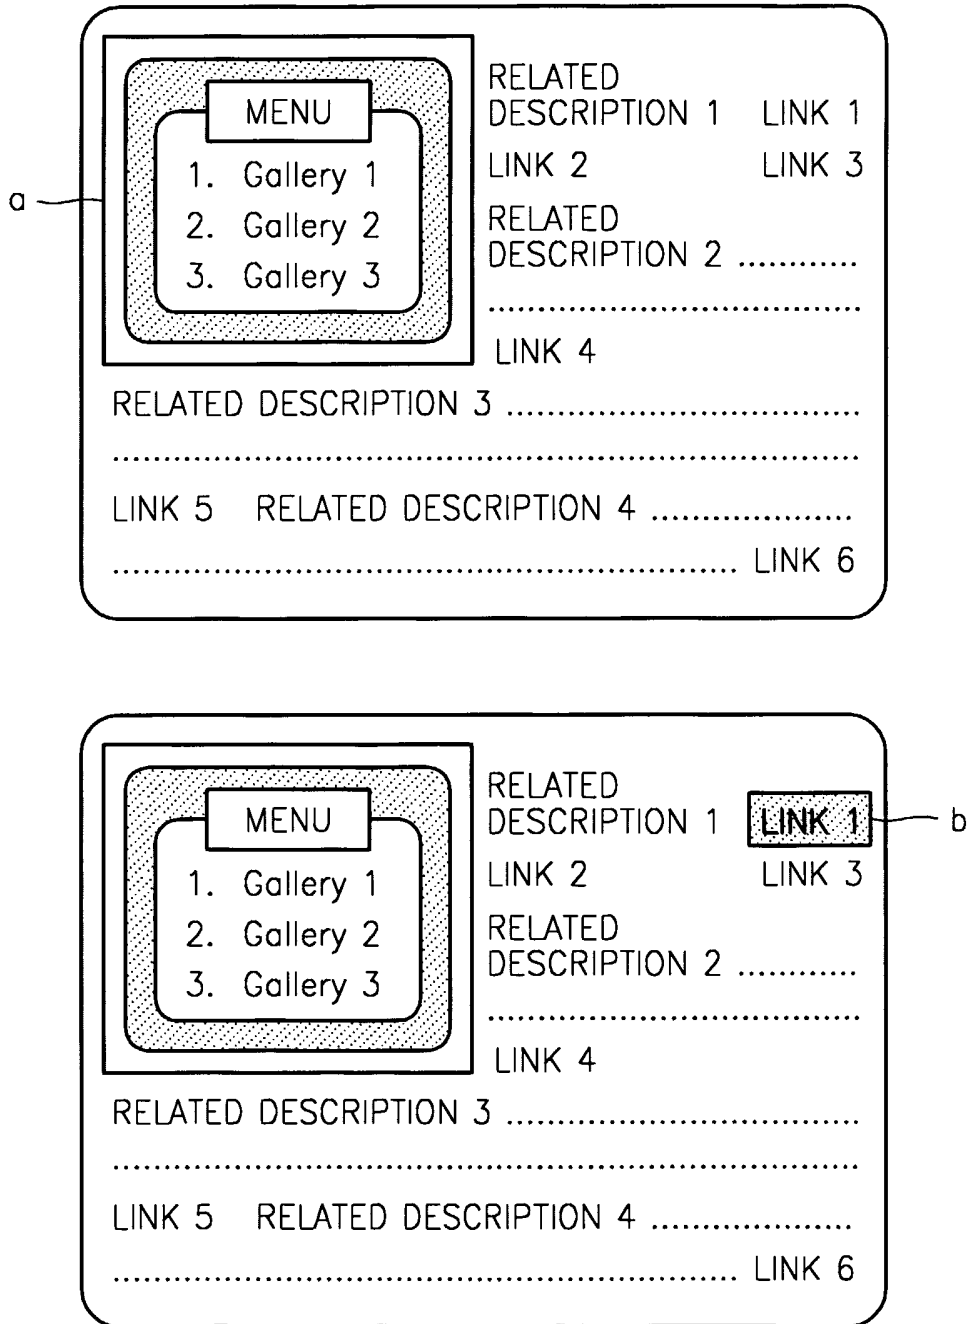 a
MENU
1. Gallery 1
2. Gallery 2
3. Gallery 3
RELATED
DESCRIPTION 1 LINK 1
LINK 2 LINK 3
RELATED
DESCRIPTION 2 ............
.....................................
LINK 4
RELATED DESCRIPTION 3 ...................................
...........................................................................
LINK 5 RELATED DESCRIPTION 4 ....................
.............................................................. LINK 6
MENU
1. Gallery 1
2. Gallery 2
3. Gallery 3
RELATED
DESCRIPTION 1 LINK 1
b
LINK 2 LINK 3
RELATED
DESCRIPTION 2 ............
.....................................
LINK 4
RELATED DESCRIPTION 3 ...................................
...........................................................................
LINK 5 RELATED DESCRIPTION 4 ....................
.............................................................. LINK 6